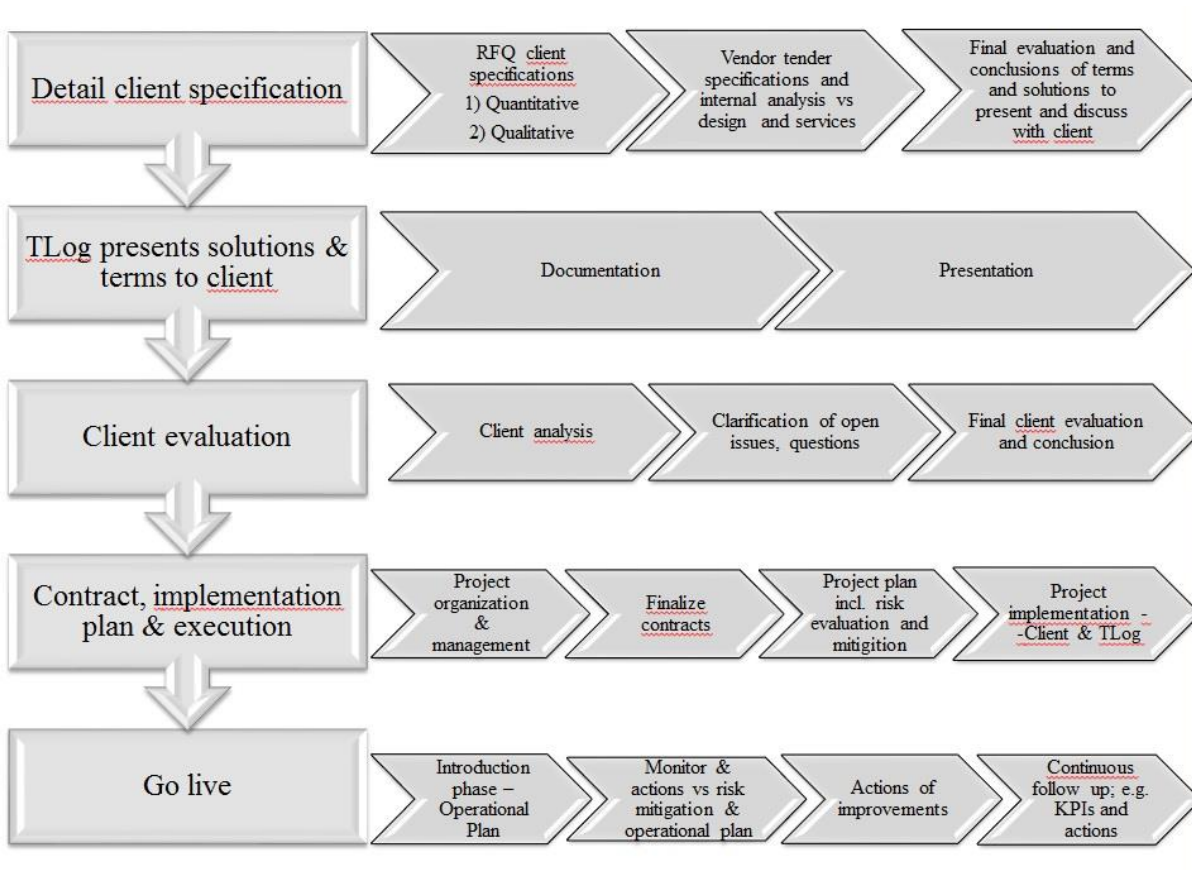 Detail client specification
RFQ client
specifications
1) Quantitative
2) Qualitative
Vendor tender
specifications and
internal analysis vs
design and services
Final evaluation and
conclusions of terms
and solutions to
present and discuss
with client
TLog presents solutions &
terms to client
Documentation
Presentation
Client evaluation
Client analysis
Clarification of open
issues, questions
Final client evaluation
and conclusion
Contract, implementation
plan & execution
Project
organization
&
management
Finalize
contracts
Project plan
incl. risk
evaluation and
mitigition
Project
implementation -
-Client & TLog
Go live
Introduction
phase –
Operational
Plan
Monitor &
actions vs risk
mitigation &
operational plan
Actions of
improvements
Continuous
follow up; e.g.
KPIs and
actions